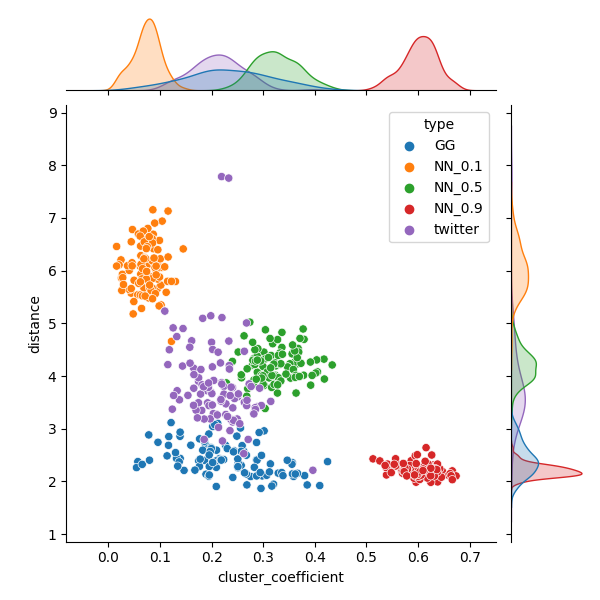 9
8
7
6
5
4
3
2
1
distance
type
GG
NN_0.1
NN_0.5
NN_0.9
twitter
0.0 0.1 0.2 0.3 0.4 0.5 0.6 0.7
cluster_coefficient